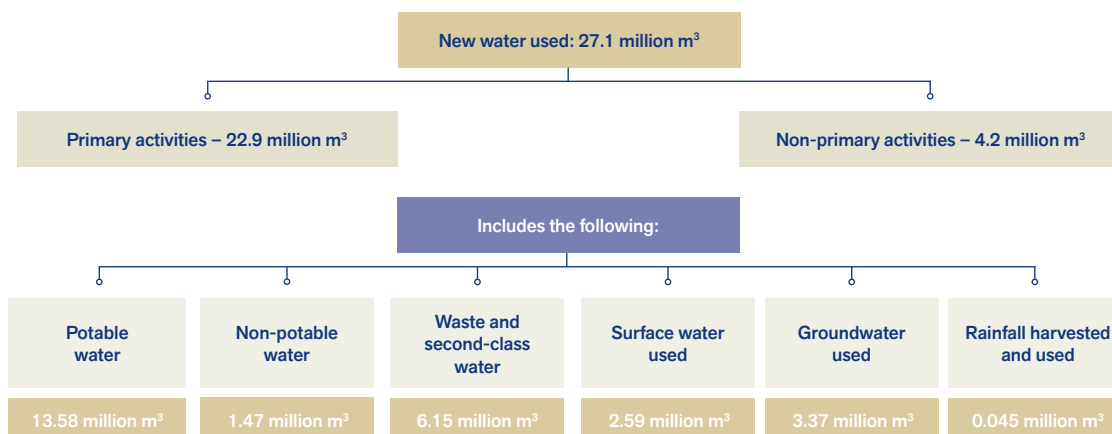 New water used: 27.1 million m³
Primary activities – 22.9 million m³
Non-primary activities – 4.2 million m³
Includes the following:
Potable
water
Non-potable
water
Waste and
second-class
water
Surface water
used
Groundwater
used
Rainfall harvested
and used
13.58 million m³
1.47 million m³
6.15 million m³
2.59 million m³
3.37 million m³
0.045 million m³